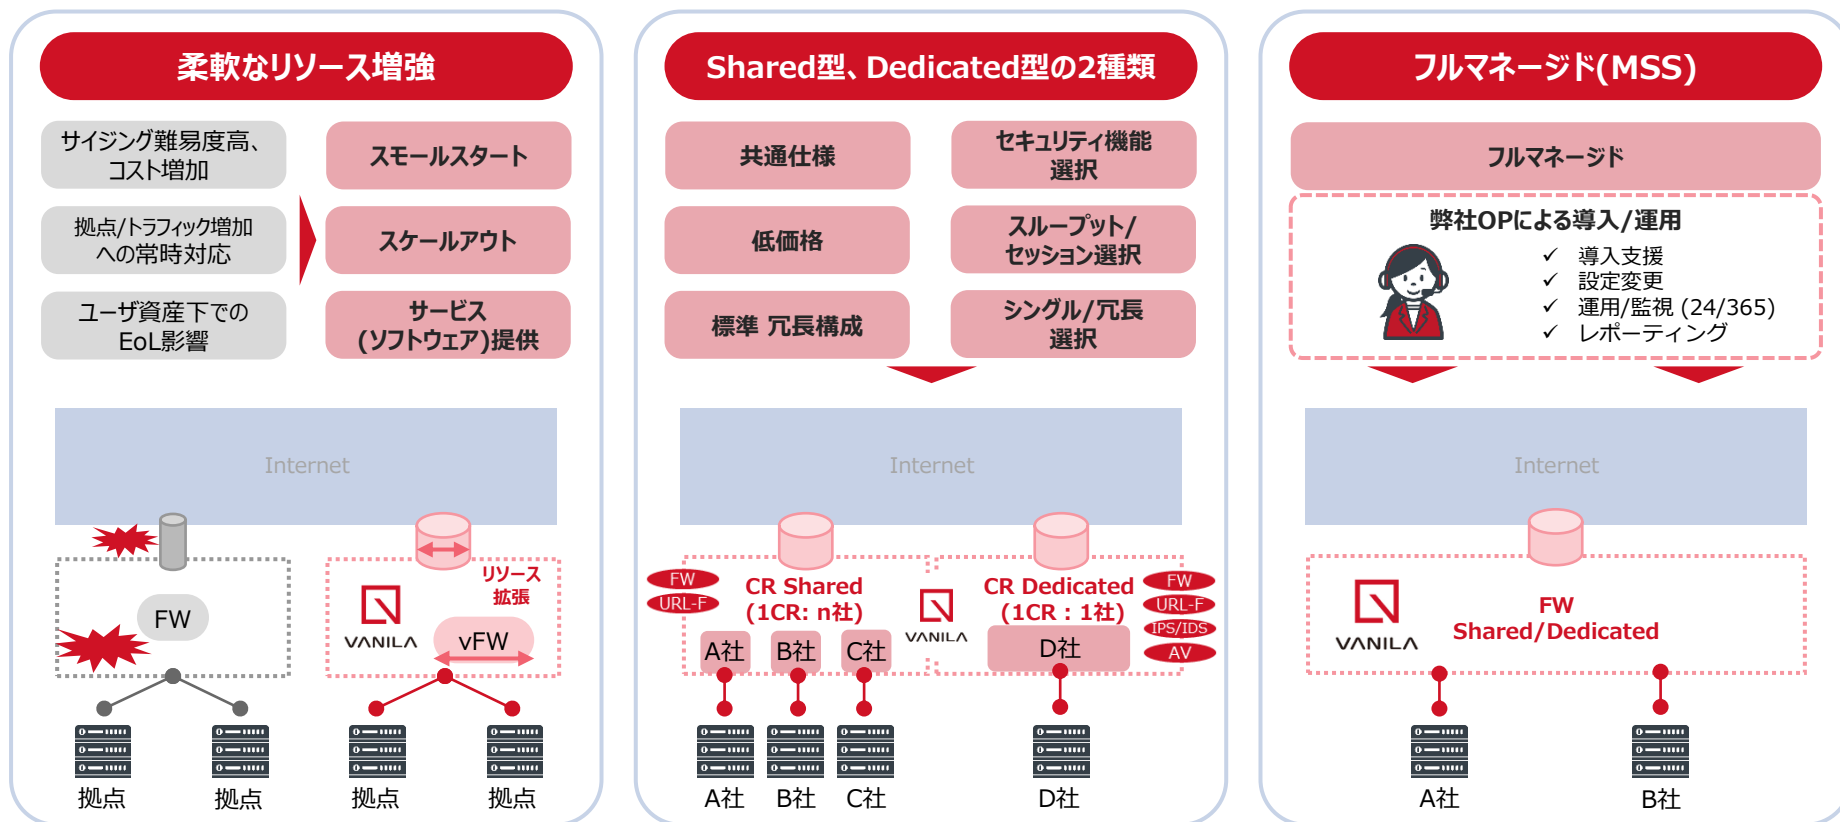 柔軟なリソース増強
サイジング難易度高、
コスト増加
スモールスタート
拠点/トラフィック増加
への常時対応
スケールアウト
ユーザ資産下での
EoL影響
サービス
(ソフトウェア)提供
Internet
FW
リソース
拡張
VANILA
vFW
拠点
拠点
拠点
拠点
Shared型、Dedicated型の2種類
共通仕様
セキュリティ機能
選択
低価格
スループット/
セッション選択
標準 冗長構成
シングル/冗長
選択
Internet
FW
URL-F
CR Shared
(1CR: n社)
A社
B社
C社
VANILA
CR Dedicated
(1CR : 1社)
D社
FW
URL-F
IPS/IDS
AV
A社
B社
C社
D社
フルマネージド(MSS)
フルマネージド
弊社OPによる導入/運用
✓ 導入支援
✓ 設定変更
✓ 運用/監視 (24/365)
✓ レポーティング
Internet
VANILA
FW
Shared/Dedicated
A社
B社